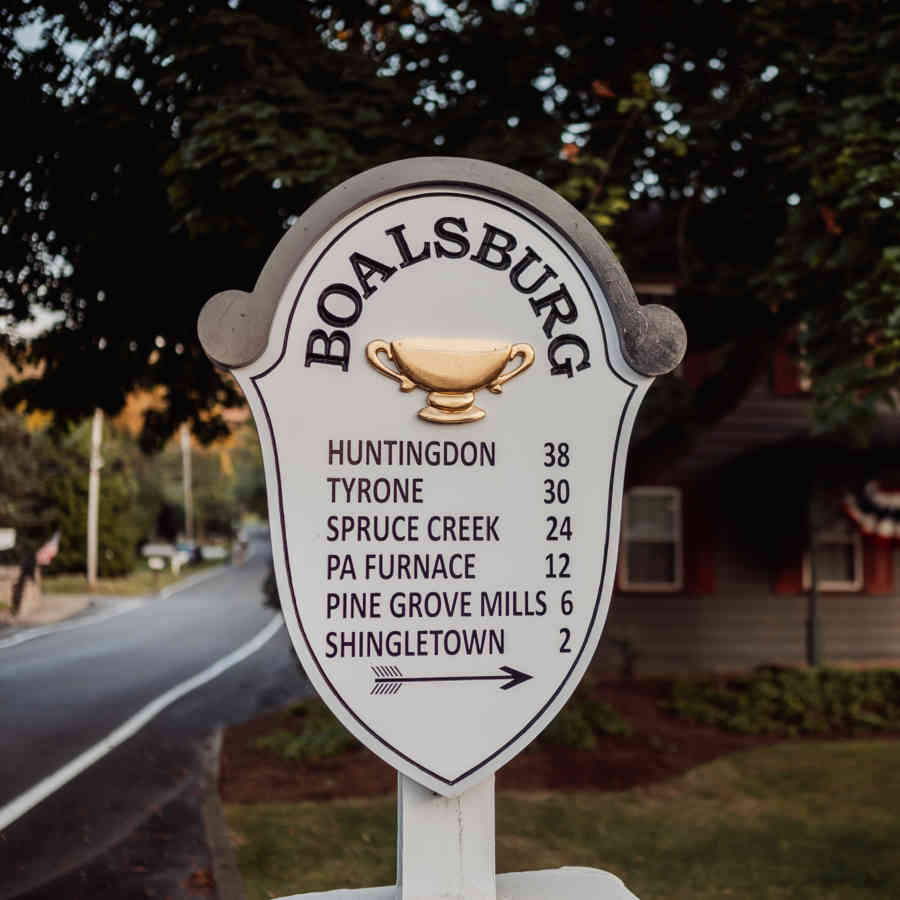 BOALSBURG
HUNTINGDON 38
TYRONE 30
SPRUCE CREEK 24
PA FURNACE 12
PINE GROVE MILLS 6
SHINGLETOWN 2